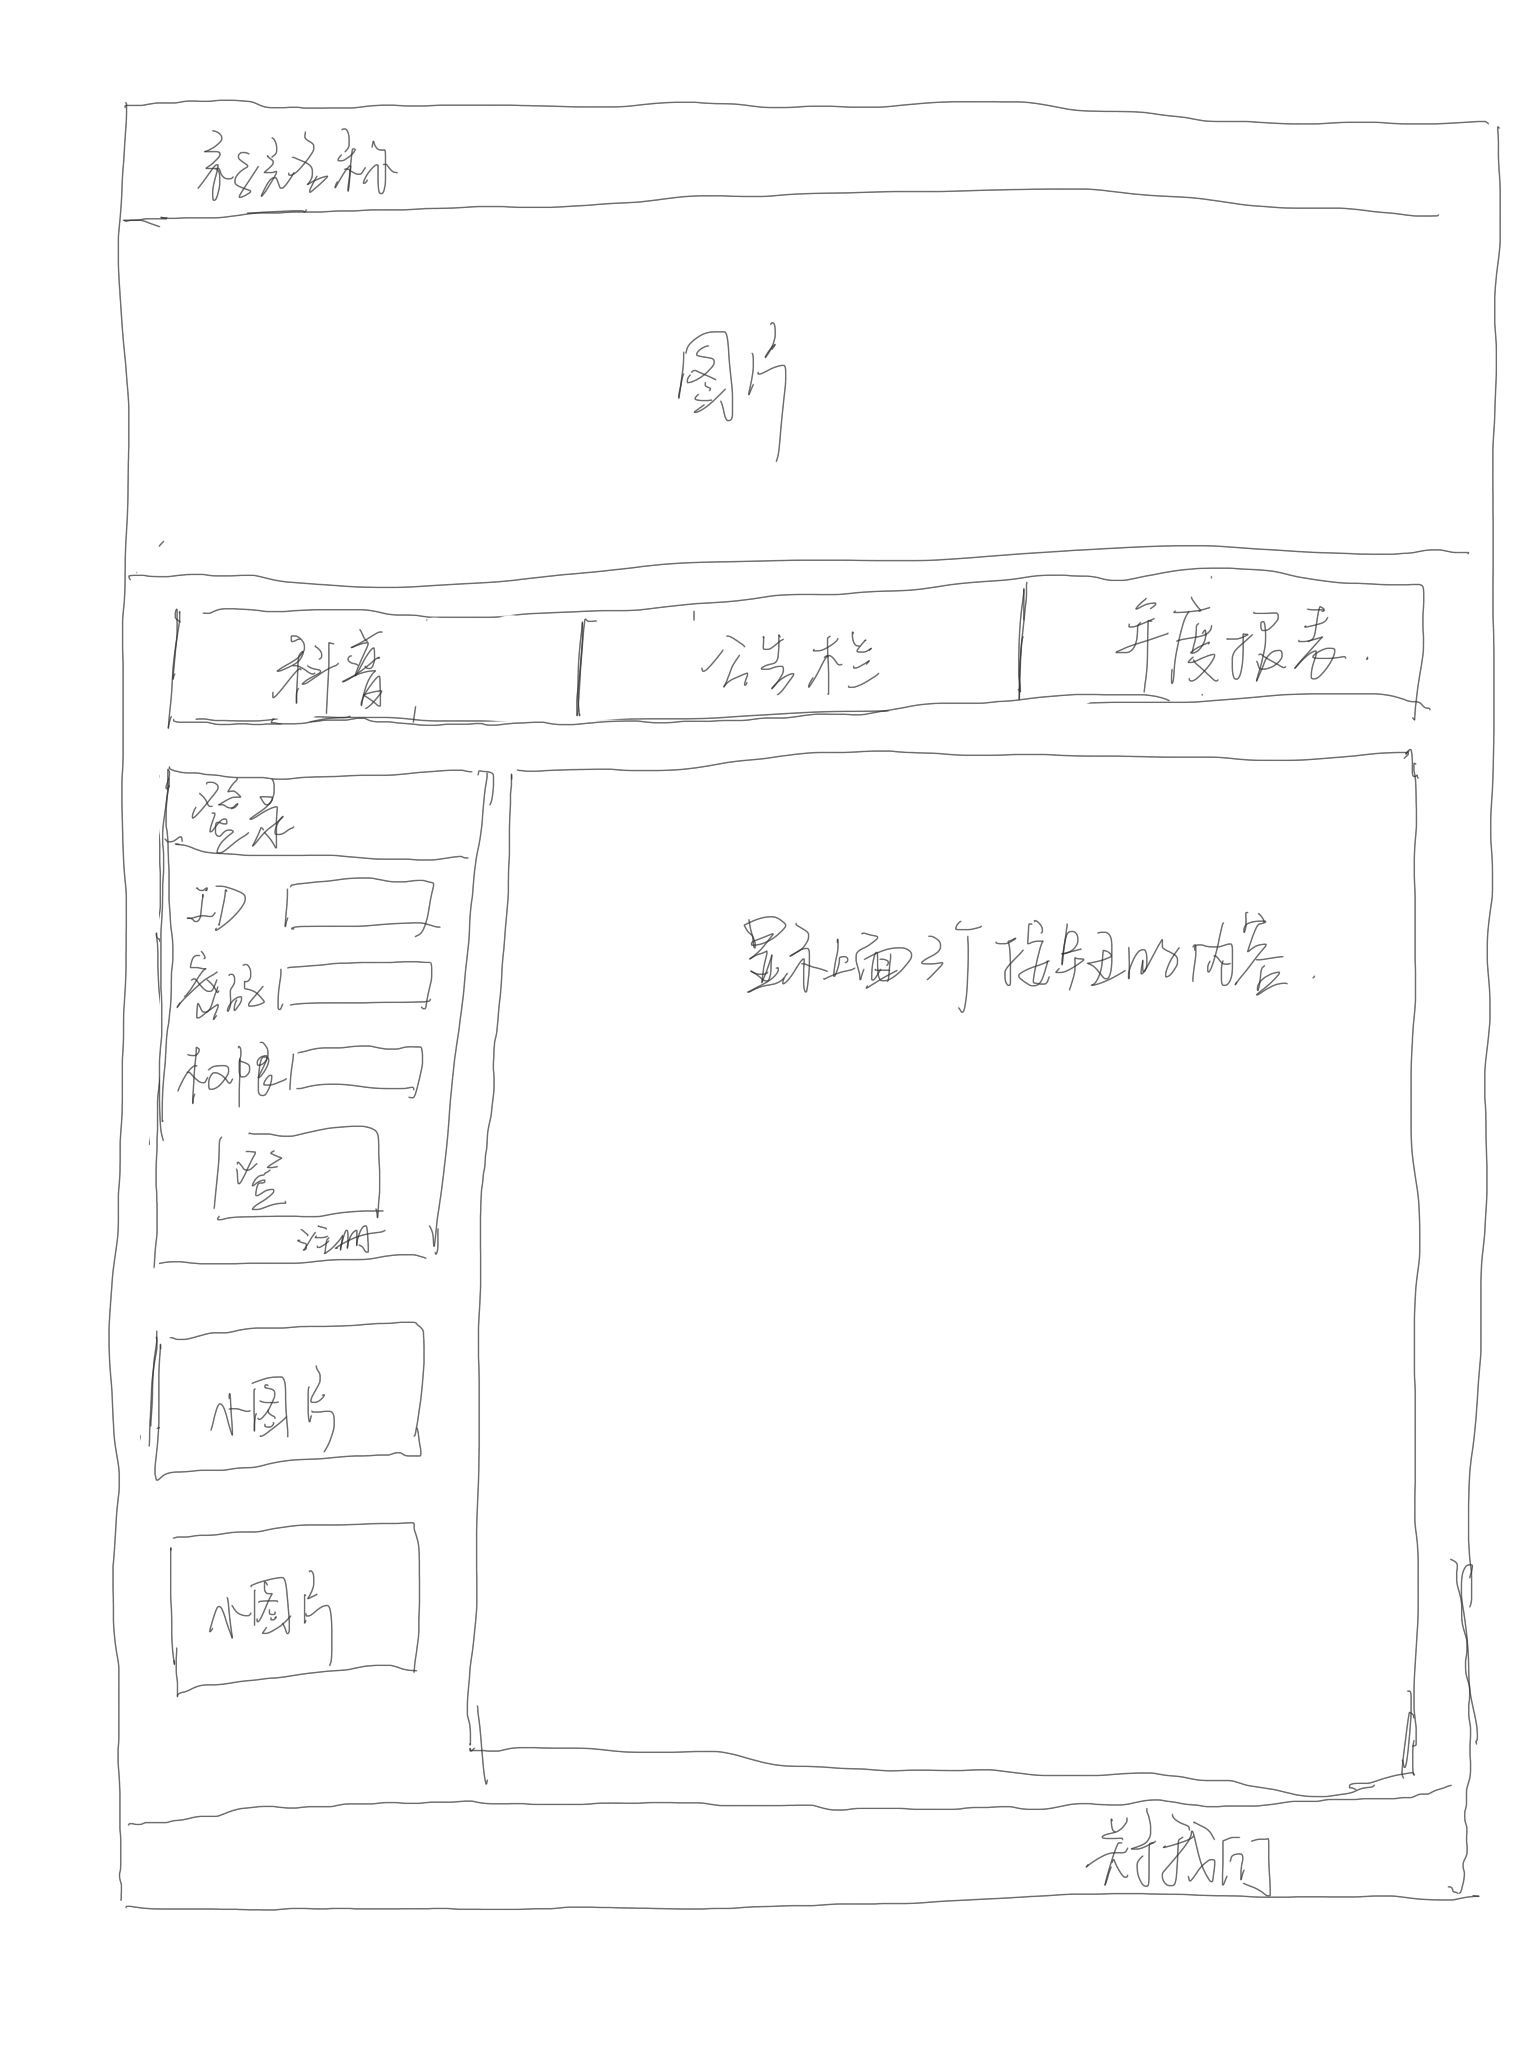 系统名称
图片
科普
公告栏
年度报表.
登录
ID
密码
权限
登
注册
显示上面3个按钮的内容.
小图片
小图片
关于我们